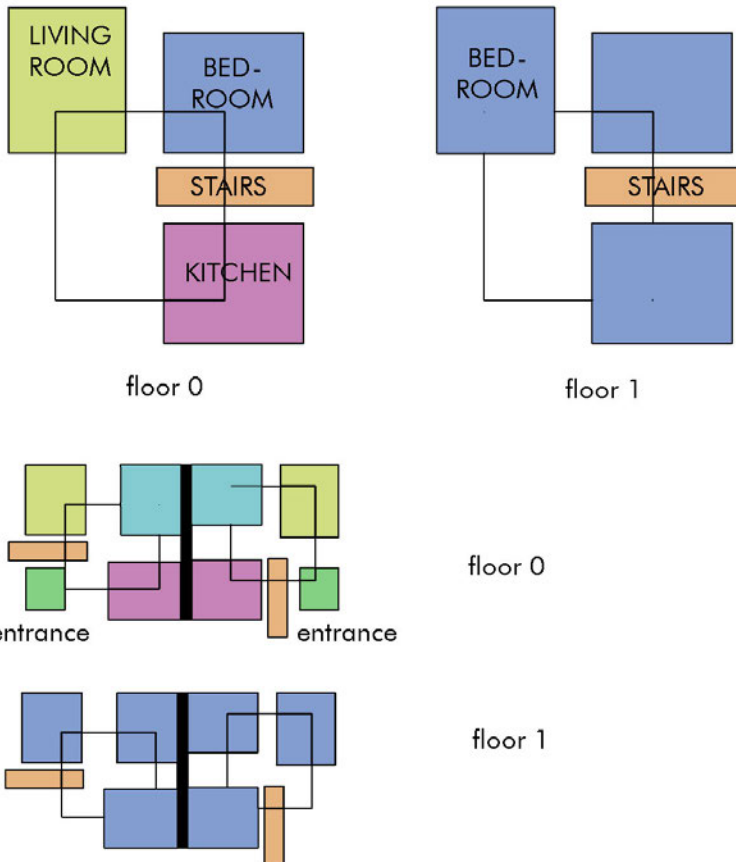 LIVING
ROOM
BED-
ROOM
STAIRS
KITCHEN
BED-
ROOM
STAIRS
floor 0
floor 1
floor 0
entrance
entrance
floor 1